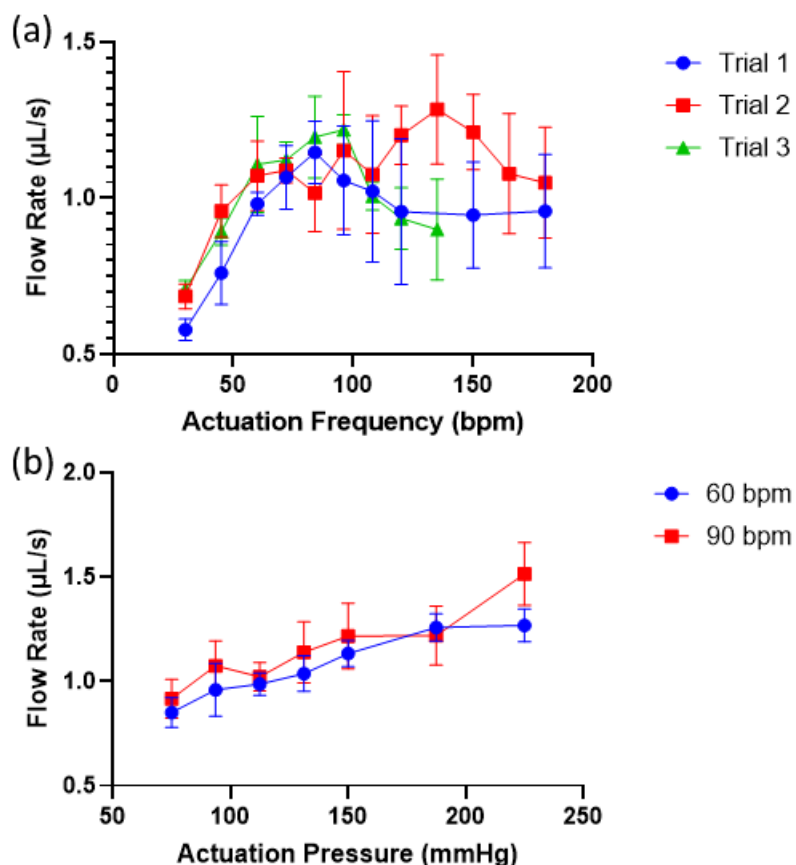 (a)
1.5
1.0
0.5
0
50
100
150
200
Flow Rate (µL/s)
Actuation Frequency (bpm)
Trial 1
Trial 2
Trial 3
(b)
2.0
1.5
1.0
0.5
50
100
150
200
250
Flow Rate (µL/s)
Actuation Pressure (mmHg)
60 bpm
90 bpm